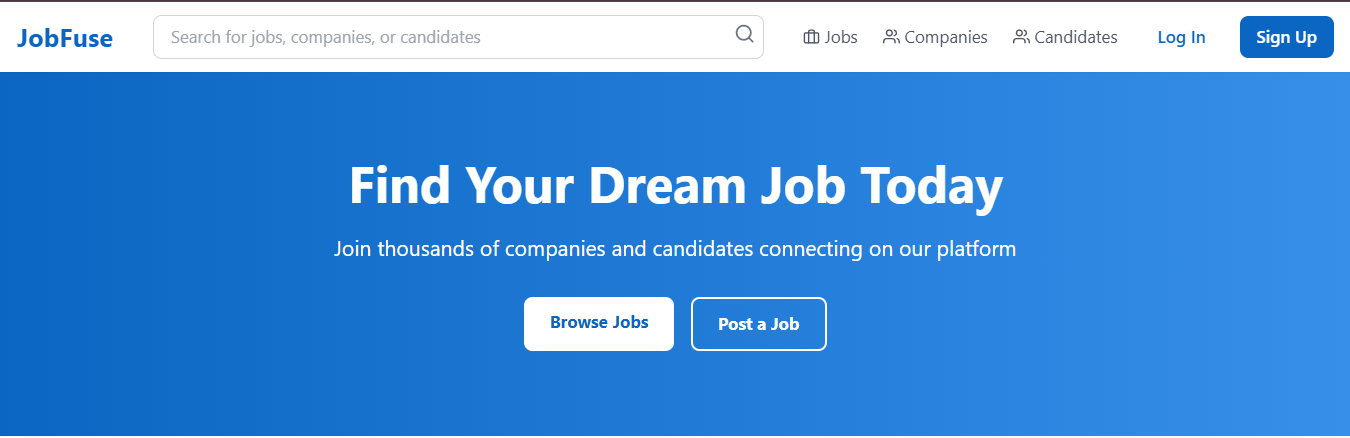 JobFuse
Search for jobs, companies, or candidates
Jobs
Companies
Candidates
Log In
Sign Up
Find Your Dream Job Today
Join thousands of companies and candidates connecting on our platform
Browse Jobs
Post a Job